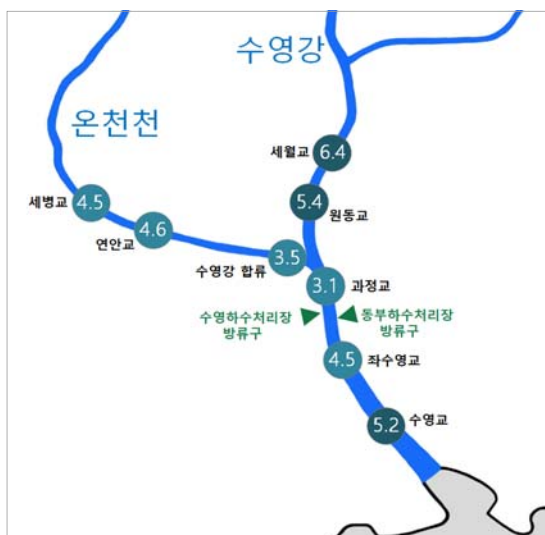 수영강
온천천
세월교
6.4
세병교
4.5
5.4
원동교
4.6
연안교
수영강 합류
3.5
3.1
과정교
수영하수처리장
방류구
동부하수처리장
방류구
4.5
좌수영교
5.2
수영교